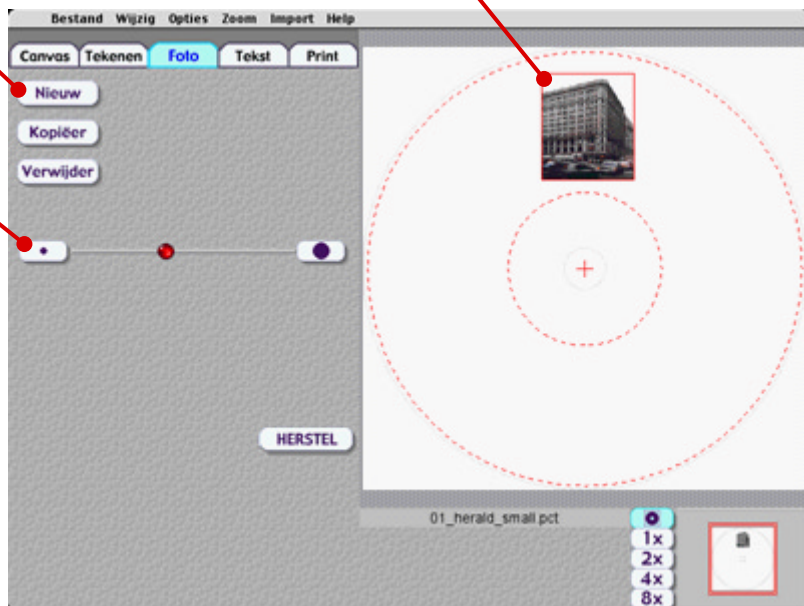 Bestand Wijzig Opties Zoom Import Help
Canvas Tekenen Foto Tekst Print
Nieuw
Kopiëer
Verwijder
HERSTEL
01_herald_small.pct
1x
2x
4x
8x